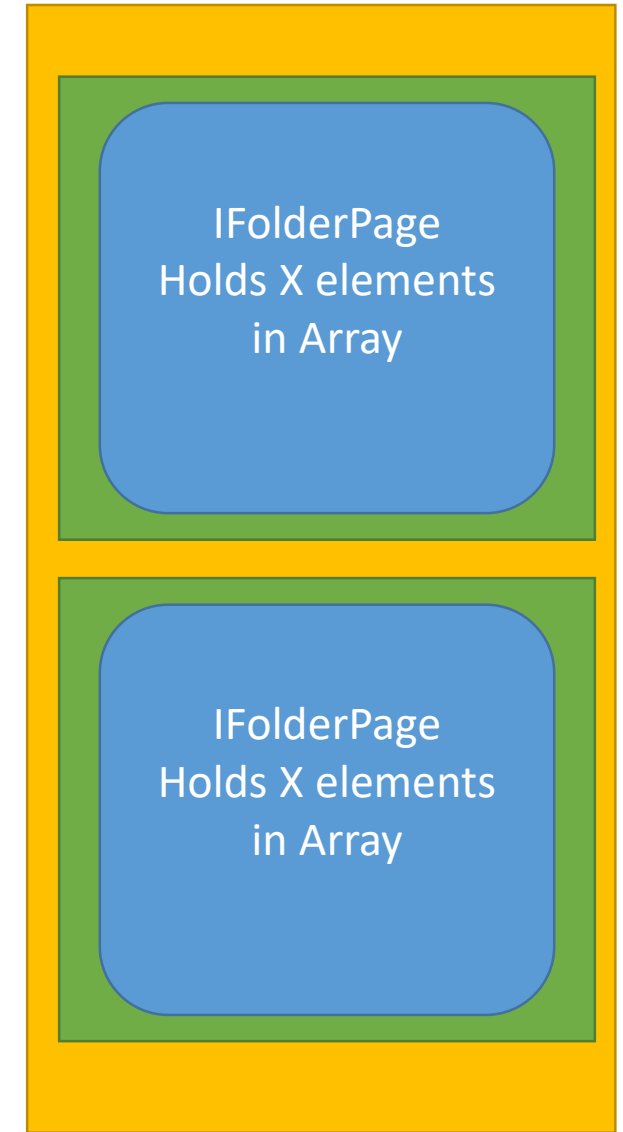 IFolderPage
Holds X elements
in Array
IFolderPage
Holds X elements
in Array